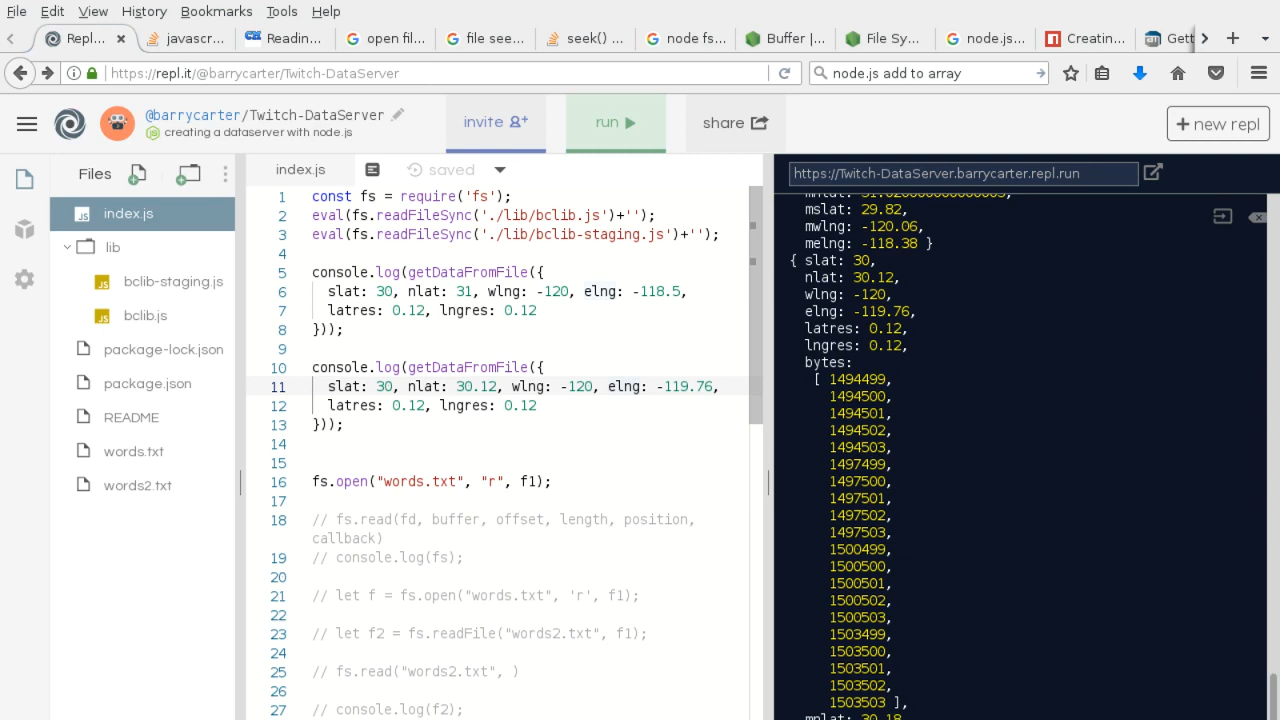 File Edit View History Bookmarks Tools Help
Repl... javascr... Readin... open fil... file see... seek() ... node fs... Buffer |... File Sy... node.js... Creatin... Gett
https://repl.it/@barrycarter/Twitch-DataServer
node.js add to array
@barrycarter/Twitch-DataServer
creating a dataserver with node.js
invite
run
share
+ new repl
Files
index.js
lib
bclib-staging.js
bclib.js
package-lock.json
package.json
README
words.txt
words2.txt
index.js
saved
1 const fs = require('fs');
2 eval(fs.readFileSync('./lib/bclib.js')+'');
3 eval(fs.readFileSync('./lib/bclib-staging.js')+'');
4
5 console.log(getDataFromFile({
6 slat: 30, nlat: 31, wlng: -120, elng: -118.5,
7 latres: 0.12, lngres: 0.12
8 }));
9
10 console.log(getDataFromFile({
11 slat: 30, nlat: 30.12, wlng: -120, elng: -119.76,
12 latres: 0.12, lngres: 0.12
13 }));
14
15
16 fs.open("words.txt", "r", f1);
17
18 // fs.read(fd, buffer, offset, length, position,
callback)
19 // console.log(fs);
20
21 // let f = fs.open("words.txt", 'r', f1);
22
23 // let f2 = fs.readFile("words2.txt", f1);
24
25 // fs.read("words2.txt", )
26
27 // console.log(f2);
https://Twitch-DataServer.barrycarter.repl.run
mslat: 29.82,
mwlng: -120.06,
melng: -118.38 }
{ slat: 30,
nlat: 30.12,
wlng: -120,
elng: -119.76,
latres: 0.12,
lngres: 0.12,
bytes:
[ 1494499,
1494500,
1494501,
1494502,
1494503,
1497499,
1497500,
1497501,
1497502,
1497503,
1500499,
1500500,
1500501,
1500502,
1500503,
1503499,
1503500,
1503501,
1503502,
1503503 ],
mnlat: 30.18